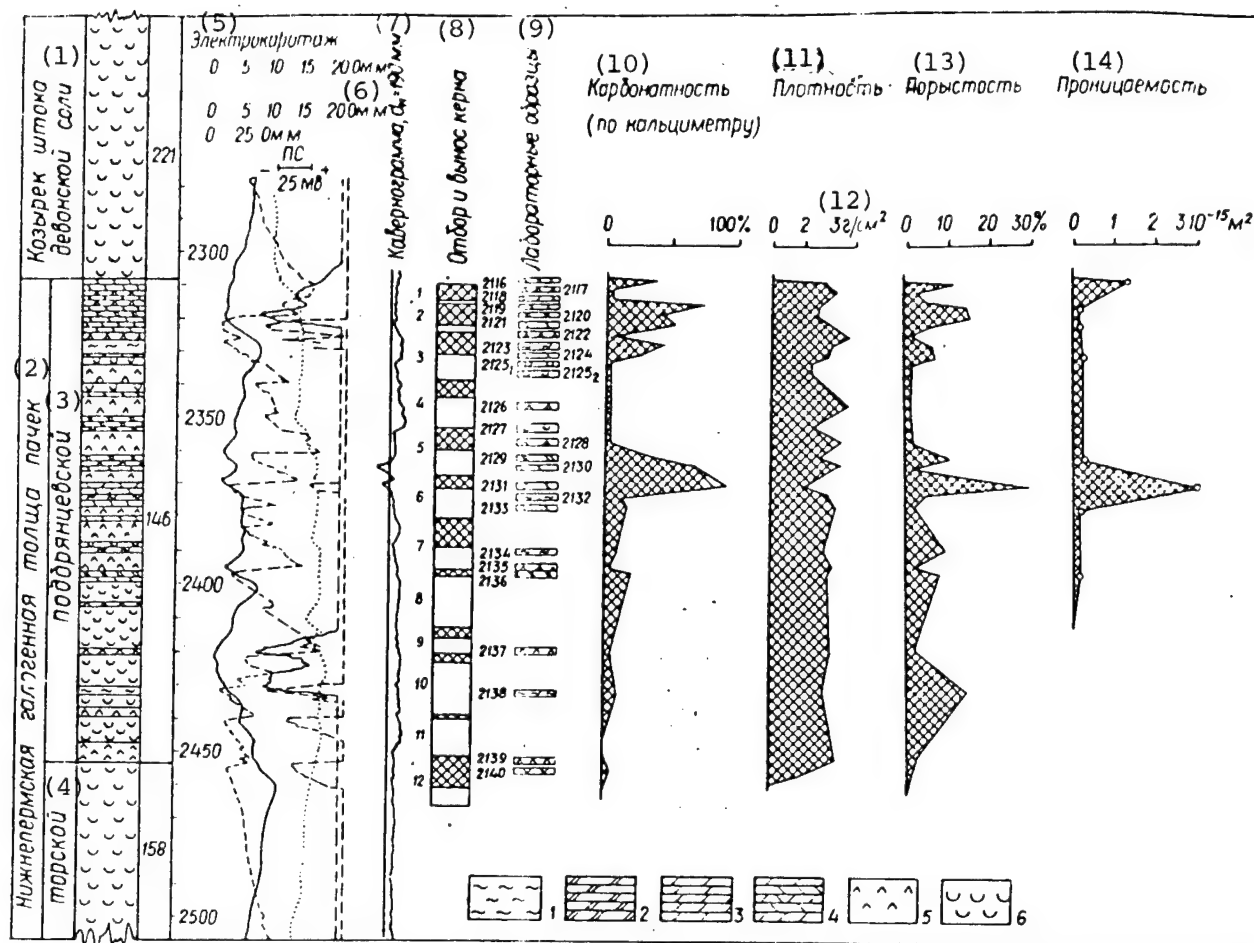 (1)
Козырек штока
девонской соли
(2)
Нижнепермская галогенная толща пачек
(3)
подбрянцевской
(4)
торской
221
146
158
(5)
Электрокаротаж
0 5 10 15 20 Ом м
(6)
0 5 10 15 20 Ом м
0 25 Ом м
ПС
- +
25 мв
2300
2350
2400
2450
2500
(7)
Кавернограмма,
(8)
Отбор и вынос керна
1
2
3
4
5
6
7
8
9
10
11
12
(9)
Лабораторные образцы
2116
2117
2118
2119
2120
2121
2122
2123
2124
2125₁
2125₂
2126
2127
2128
2129
2130
2131
2132
2133
2134
2135
2136
2137
2138
2139
2140
(10)
Карбонатность
(по кальциметру)
0 100%
(11)
Плотность
(12)
0 2 3г/см²
(13)
Порыстость
0 10 20 30%
(14)
Проницаемость
0 1 2 3 10⁻¹⁵м²
1 2 3 4 5 6